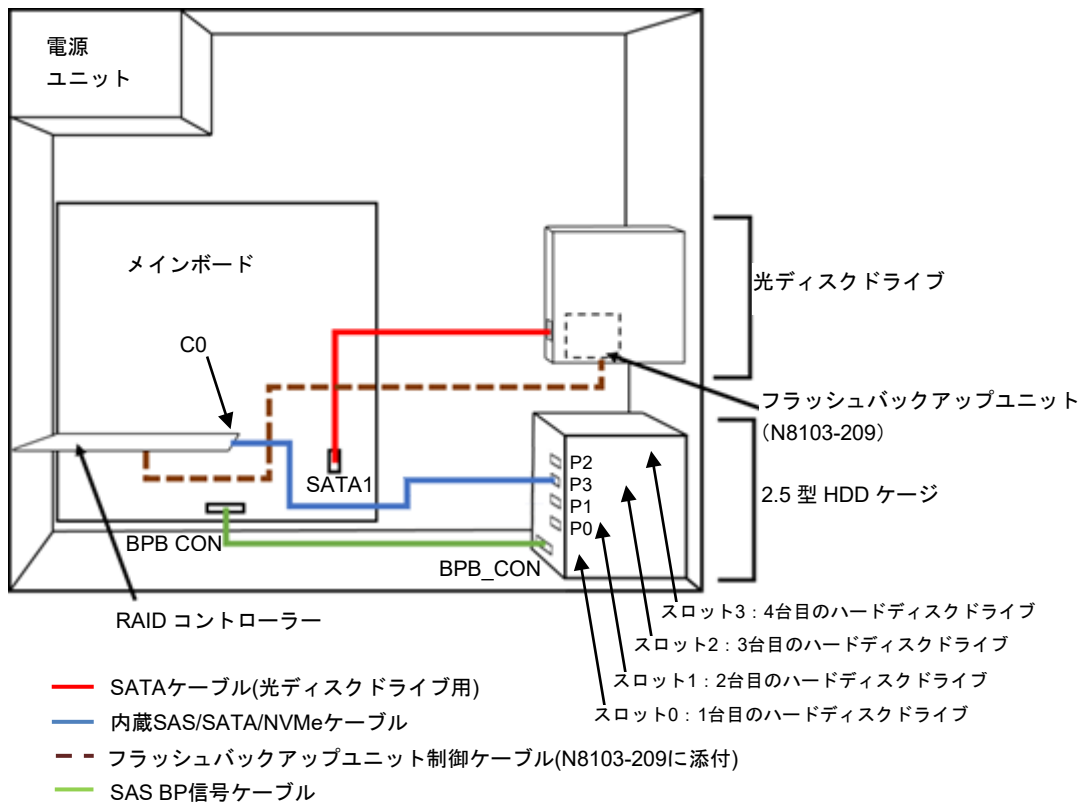 電源
ユニット
メインボード
光ディスクドライブ
C0
フラッシュバックアップユニット
（N8103-209）
SATA1
P2
P3
P1
P0
2.5 型 HDD ケージ
BPB CON
BPB_CON
RAID コントローラー
スロット3：4台目のハードディスクドライブ
スロット2：3台目のハードディスクドライブ
スロット1：2台目のハードディスクドライブ
スロット0：1台目のハードディスクドライブ
SATAケーブル(光ディスクドライブ用)
内蔵SAS/SATA/NVMeケーブル
フラッシュバックアップユニット制御ケーブル(N8103-209に添付)
SAS BP信号ケーブル